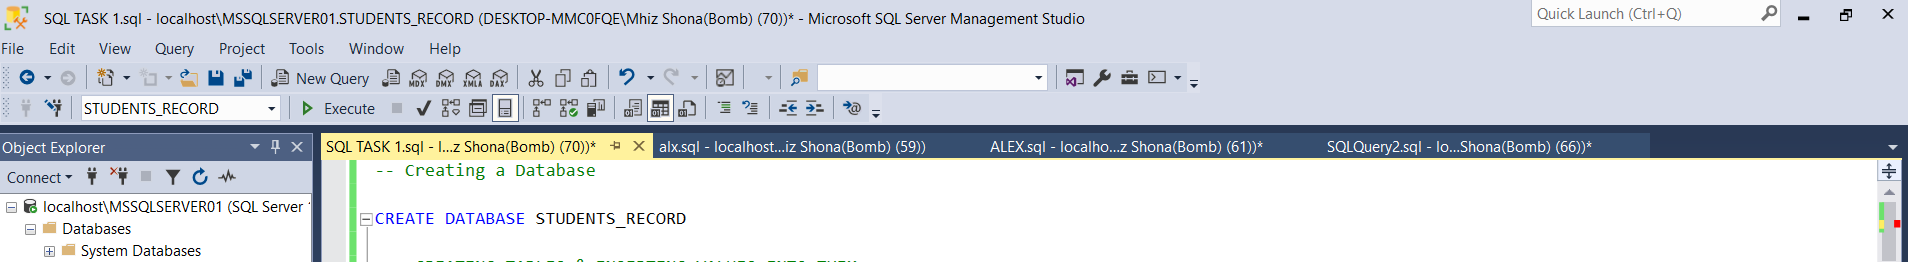 SQL TASK 1.sql - localhost\MSSQLSERVER01.STUDENTS_RECORD (DESKTOP-MMC0FQE\Mhiz Shona(Bomb) (70))* - Microsoft SQL Server Management Studio
Quick Launch (Ctrl+Q)
File Edit View Query Project Tools Window Help
New Query MDX DMX XMLA DAX
STUDENTS_RECORD Execute
Object Explorer
SQL TASK 1.sql - l...z Shona(Bomb) (70))* alx.sql - localhost...iz Shona(Bomb) (59)) ALEX.sql - localho...z Shona(Bomb) (61))* SQLQuery2.sql - lo...Shona(Bomb) (66))*
Connect
localhost\MSSQLSERVER01 (SQL Server
Databases
System Databases
-- Creating a Database
CREATE DATABASE STUDENTS_RECORD